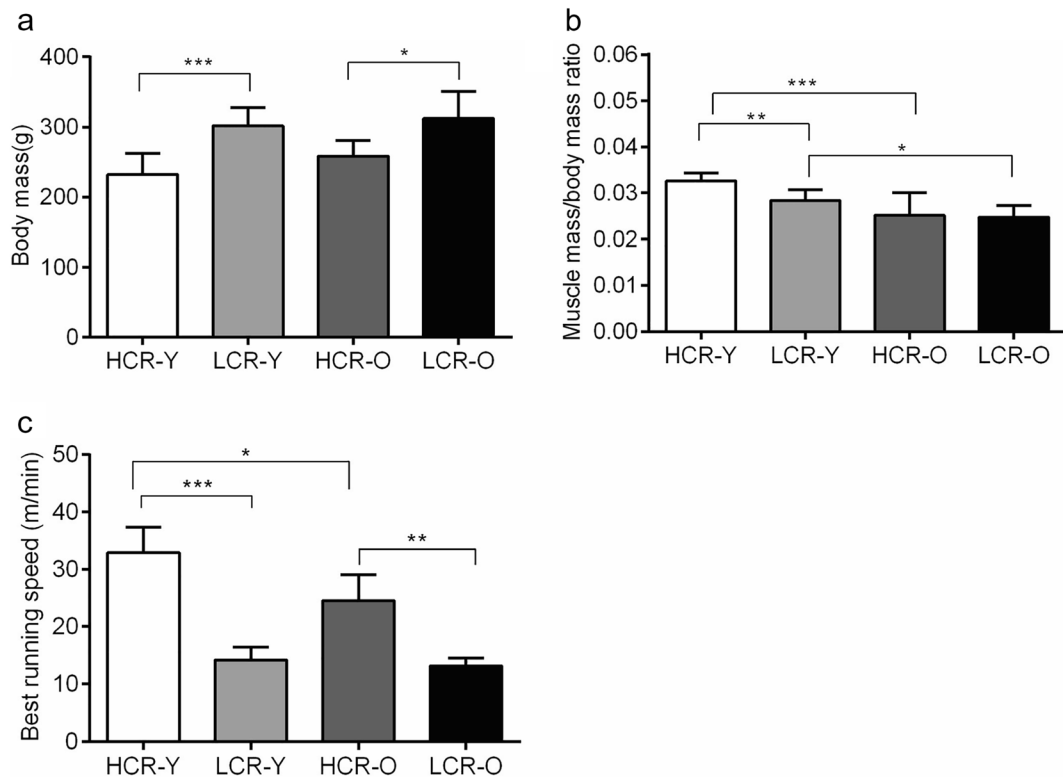 a
Body mass(g)
400
300
200
100
0
***
*
HCR-Y LCR-Y HCR-O LCR-O
b
Muscle mass/body mass ratio
0.06
0.05
0.04
0.03
0.02
0.01
0.00
***
**
*
HCR-Y LCR-Y HCR-O LCR-O
c
Best running speed (m/min)
50
40
30
20
10
0
*
***
**
HCR-Y LCR-Y HCR-O LCR-O